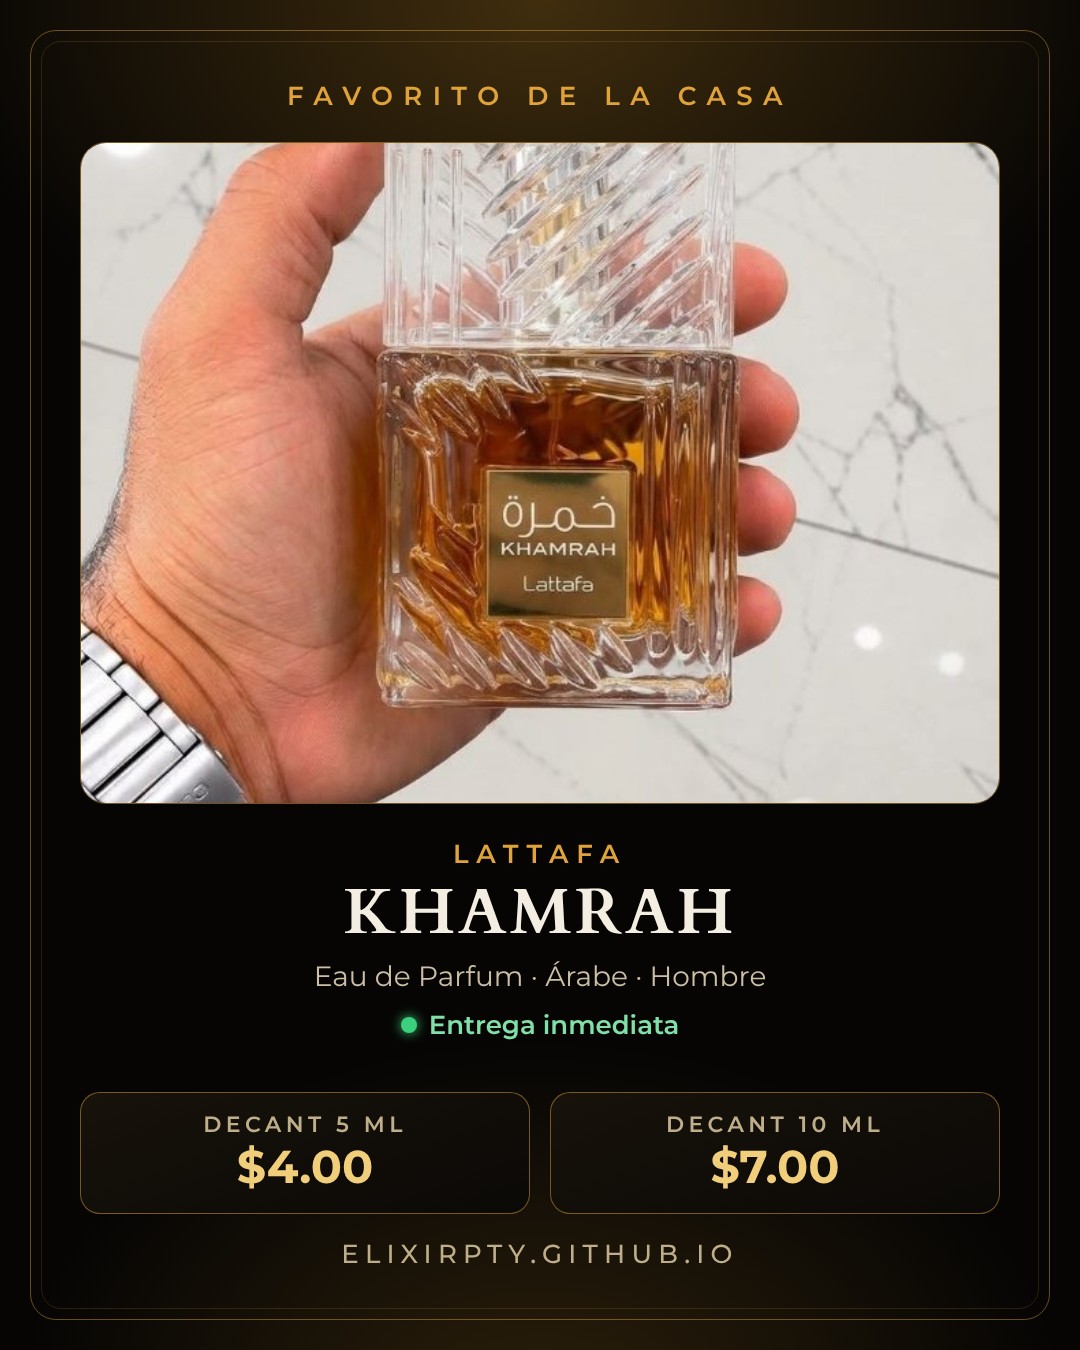 FAVORITO DE LA CASA
خمرة
KHAMRAH
Lattafa
LATTAFA
KHAMRAH
Eau de Parfum · Árabe · Hombre
Entrega inmediata
DECANT 5 ML
$4.00
DECANT 10 ML
$7.00
ELIXIRPTY.GITHUB.IO